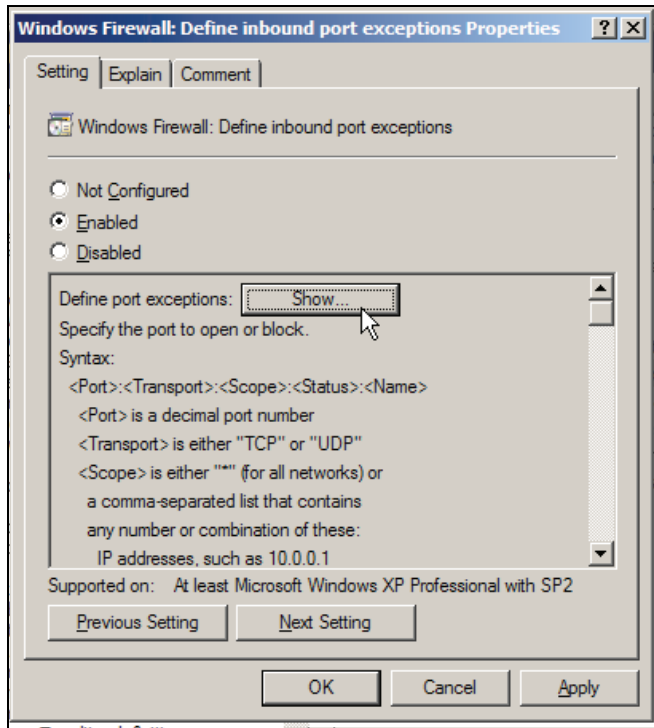 Windows Firewall: Define inbound port exceptions Properties
Setting Explain Comment
Windows Firewall: Define inbound port exceptions
Not Configured
Enabled
Disabled
Define port exceptions: Show...
Specify the port to open or block.
Syntax:
<Port>:<Transport>:<Scope>:<Status>:<Name>
<Port> is a decimal port number
<Transport> is either "TCP" or "UDP"
<Scope> is either "*" (for all networks) or
a comma-separated list that contains
any number or combination of these:
IP addresses, such as 10.0.0.1
Supported on: At least Microsoft Windows XP Professional with SP2
Previous Setting Next Setting
OK Cancel Apply